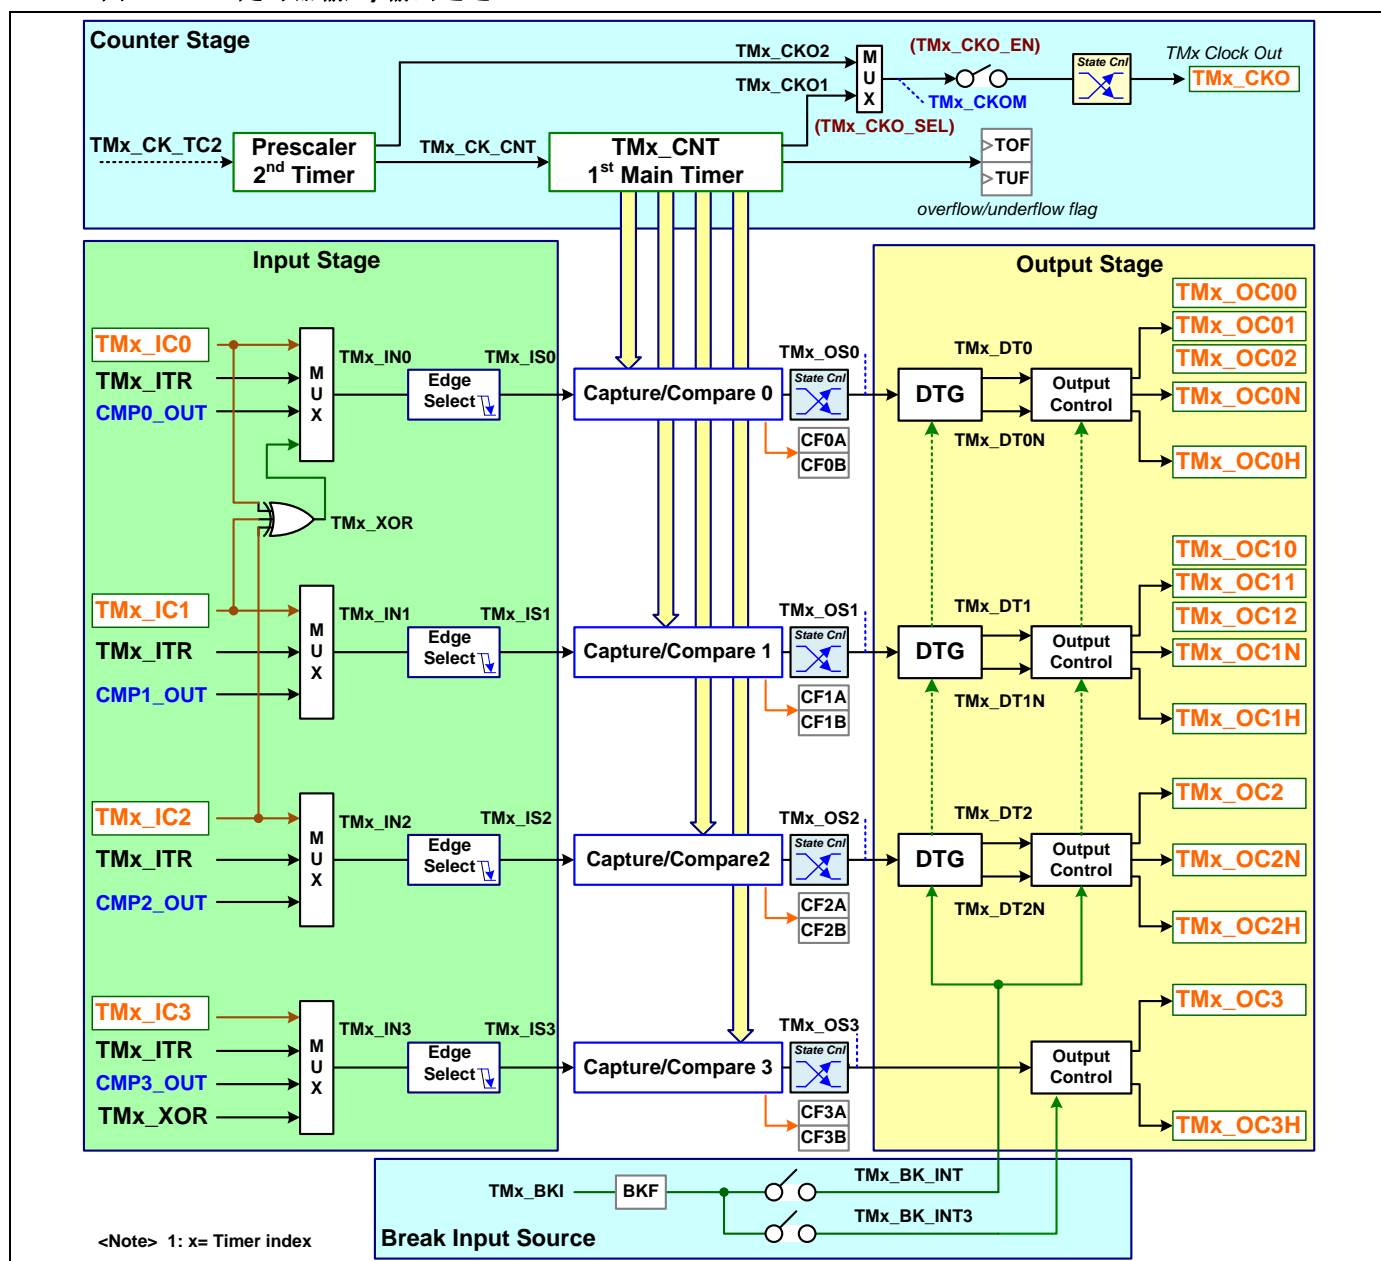 Counter Stage
TMx_CKO2
TMx_CKO1
M
U
X
(TMx_CKO_EN)
TMx_CKOM
(TMx_CKO_SEL)
State Cnl
TMx Clock Out
TMx_CKO
TMx_CK_TC2
Prescaler
2nd Timer
TMx_CK_CNT
TMx_CNT
1st Main Timer
TOF
TUF
overflow/underflow flag
Input Stage
Output Stage
TMx_IC0
TMx_ITR
CMP0_OUT
M
U
X
TMx_IN0
Edge
Select
TMx_IS0
Capture/Compare 0
TMx_OS0
State Cnl
CF0A
CF0B
DTG
TMx_DT0
TMx_DT0N
Output
Control
TMx_OC00
TMx_OC01
TMx_OC02
TMx_OC0N
TMx_OC0H
TMx_XOR
TMx_IC1
TMx_ITR
CMP1_OUT
M
U
X
TMx_IN1
Edge
Select
TMx_IS1
Capture/Compare 1
TMx_OS1
State Cnl
CF1A
CF1B
DTG
TMx_DT1
TMx_DT1N
Output
Control
TMx_OC10
TMx_OC11
TMx_OC12
TMx_OC1N
TMx_OC1H
TMx_IC2
TMx_ITR
CMP2_OUT
M
U
X
TMx_IN2
Edge
Select
TMx_IS2
Capture/Compare2
TMx_OS2
State Cnl
CF2A
CF2B
DTG
TMx_DT2
TMx_DT2N
Output
Control
TMx_OC2
TMx_OC2N
TMx_OC2H
TMx_IC3
TMx_ITR
CMP3_OUT
TMx_XOR
M
U
X
TMx_IN3
Edge
Select
TMx_IS3
Capture/Compare 3
TMx_OS3
State Cnl
CF3A
CF3B
Output
Control
TMx_OC3
TMx_OC3H
TMx_BKI
BKF
TMx_BK_INT
TMx_BK_INT3
Break Input Source
<Note> 1: x= Timer index